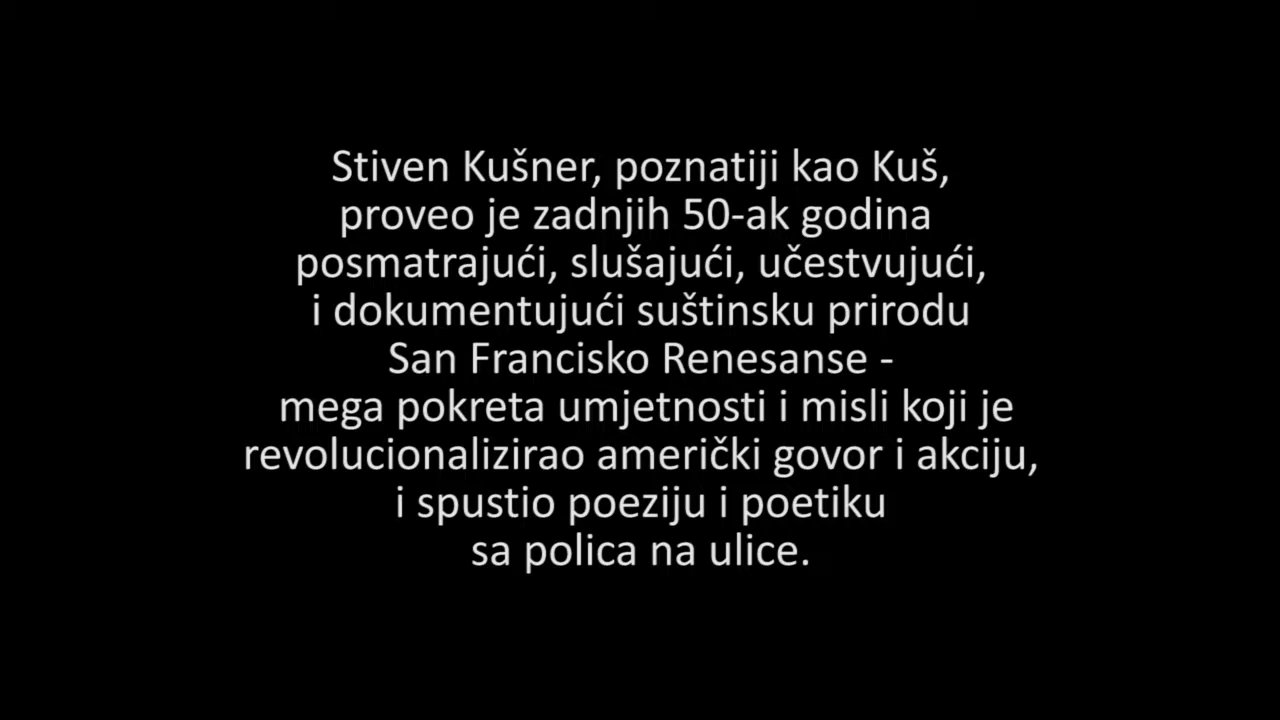 Stiven Kušner, poznatiji kao Kuš,
proveo je zadnjih 50-ak godina
posmatrajući, slušajući, učestvujući,
i dokumentujući suštinsku prirodu
San Francisko Renesanse -
mega pokreta umjetnosti i misli koji je
revolucionalizirao američki govor i akciju,
i spustio poeziju i poetiku
sa polica na ulice.